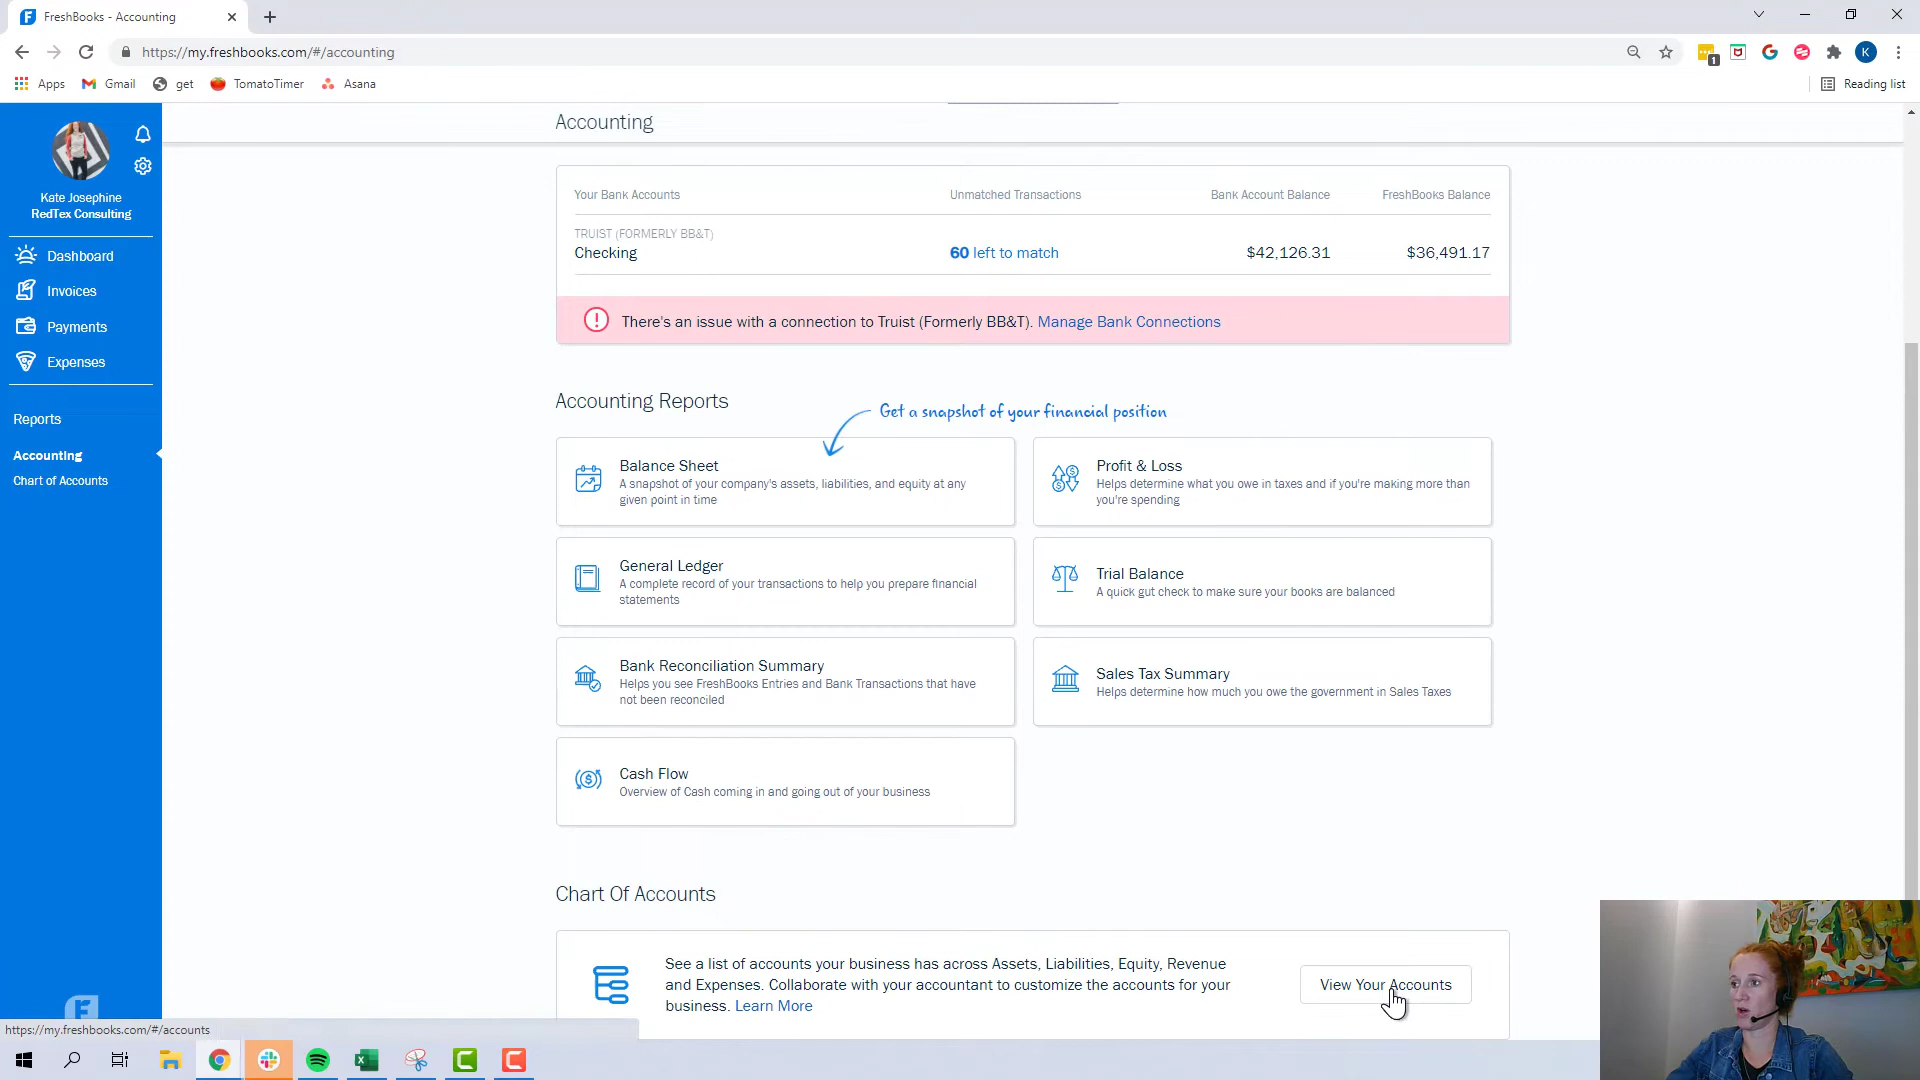 FreshBooks - Accounting
https://my.freshbooks.com/#/accounting
1
K
Apps
Gmail
get
TomatoTimer
Asana
Reading list
Kate Josephine
RedTex Consulting
Dashboard
Invoices
Payments
Expenses
Reports
Accounting
Chart of Accounts
Accounting
Your Bank Accounts Unmatched Transactions Bank Account Balance FreshBooks Balance
TRUIST (FORMERLY BB&T)
Checking 60 left to match $42,126.31 $36,491.17
There's an issue with a connection to Truist (Formerly BB&T). Manage Bank Connections
Accounting Reports
Get a snapshot of your financial position
Balance Sheet
A snapshot of your company's assets, liabilities, and equity at any
given point in time
Profit & Loss
Helps determine what you owe in taxes and if you're making more than
you're spending
General Ledger
A complete record of your transactions to help you prepare financial
statements
Trial Balance
A quick gut check to make sure your books are balanced
Bank Reconciliation Summary
Helps you see FreshBooks Entries and Bank Transactions that have
not been reconciled
Sales Tax Summary
Helps determine how much you owe the government in Sales Taxes
Cash Flow
Overview of Cash coming in and going out of your business
Chart Of Accounts
See a list of accounts your business has across Assets, Liabilities, Equity, Revenue
and Expenses. Collaborate with your accountant to customize the accounts for your
business. Learn More
View Your Accounts
https://my.freshbooks.com/#/accounts